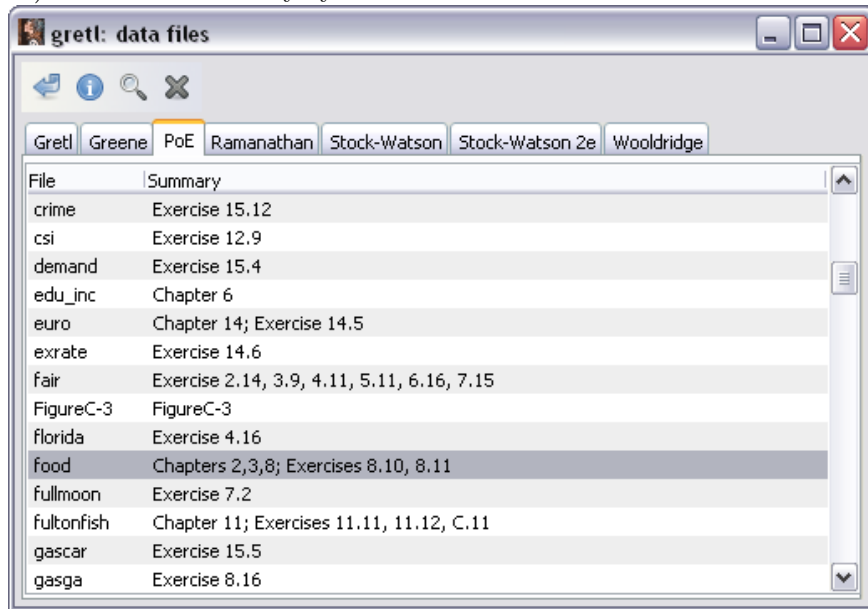 gretl: data files
Gretl Greene PoE Ramanathan Stock-Watson Stock-Watson 2e Wooldridge
File Summary
crime Exercise 15.12
csi Exercise 12.9
demand Exercise 15.4
edu_inc Chapter 6
euro Chapter 14; Exercise 14.5
exrate Exercise 14.6
fair Exercise 2.14, 3.9, 4.11, 5.11, 6.16, 7.15
FigureC-3 FigureC-3
florida Exercise 4.16
food Chapters 2,3,8; Exercises 8.10, 8.11
fullmoon Exercise 7.2
fultonfish Chapter 11; Exercises 11.11, 11.12, C.11
gascar Exercise 15.5
gasga Exercise 8.16